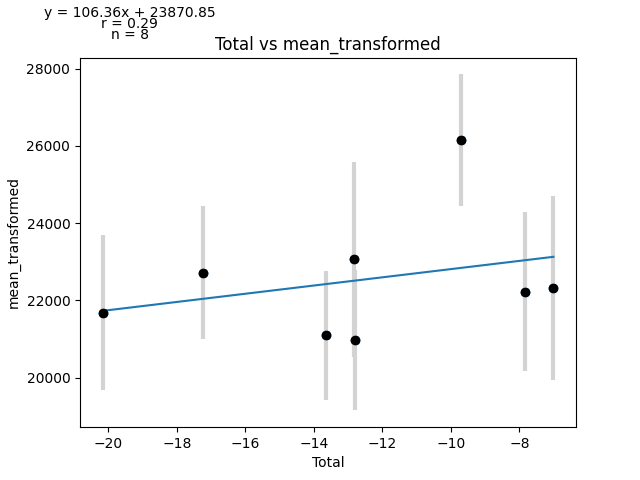 y = 106.36x + 23870.85
r = 0.29
n = 8
Total vs mean_transformed
28000
26000
24000
22000
20000
mean_transformed
−20
−18
−16
−14
−12
−10
−8
Total